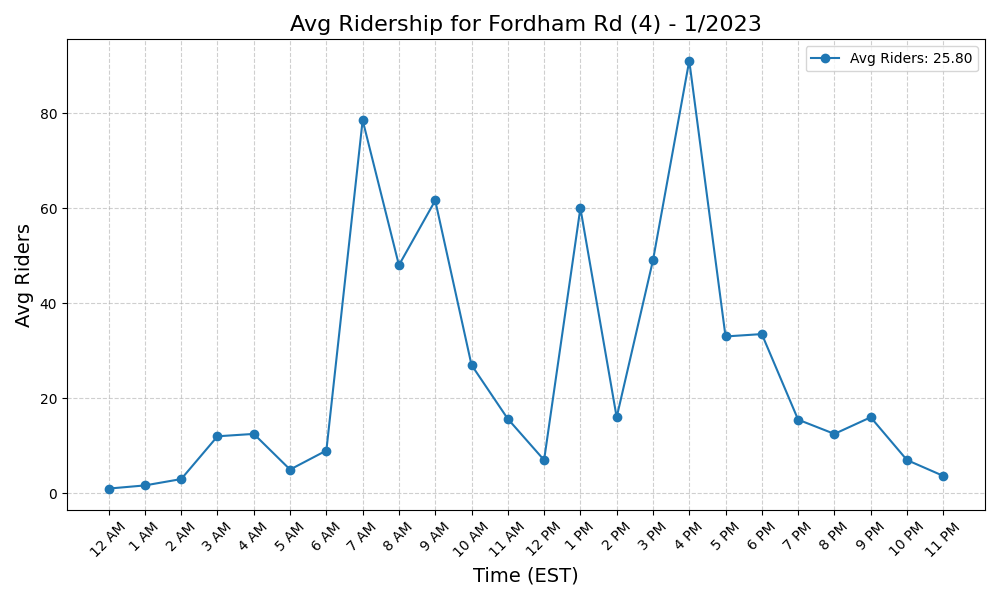 Avg Ridership for Fordham Rd (4) - 1/2023
Avg Riders: 25.80
Avg Riders
80
60
40
20
0
12 AM
1 AM
2 AM
3 AM
4 AM
5 AM
6 AM
7 AM
8 AM
9 AM
10 AM
11 AM
12 PM
1 PM
2 PM
3 PM
4 PM
5 PM
6 PM
7 PM
8 PM
9 PM
10 PM
11 PM
Time (EST)